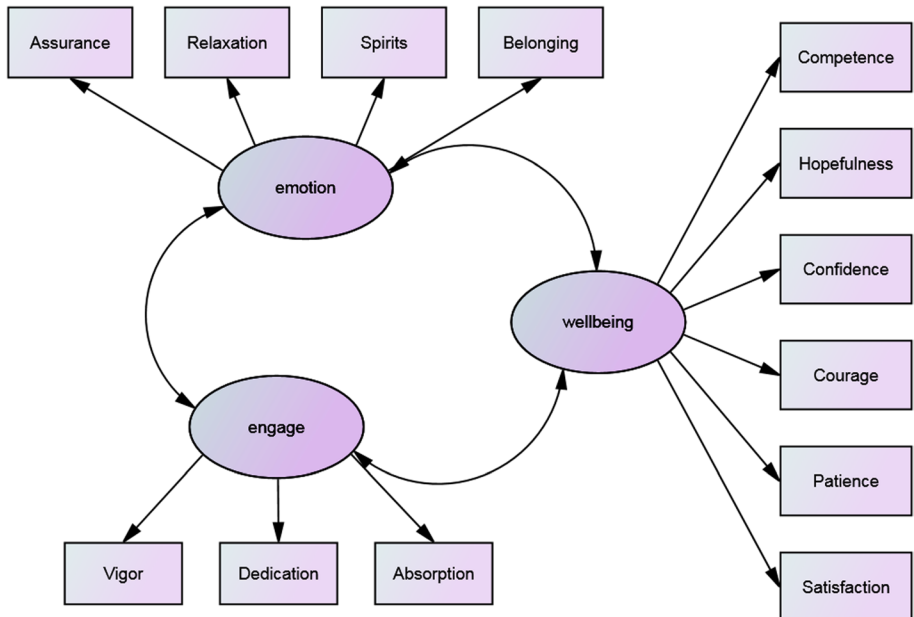 Assurance
Relaxation
Spirits
Belonging
Competence
Hopefulness
emotion
Confidence
wellbeing
Courage
engage
Patience
Vigor
Dedication
Absorption
Satisfaction